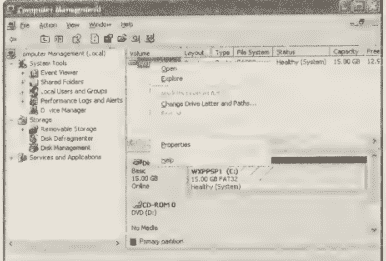 Computer Management
File Action View Window Help
Computer Management (Local)
System Tools
Event Viewer
Shared Folders
Local Users and Groups
Performance Logs and Alerts
Device Manager
Storage
Removable Storage
Disk Defragmenter
Disk Management
Services and Applications
Volume Layout Type File System Status Capacity Free
Healthy (System) 15.00 GB 12.9
Open
Explore
Change Drive Letter and Paths...
Properties
Help
Basic
15.00 GB
Online
WXPPSP1 (C:)
15.00 GB FAT32
Healthy (System)
CD-ROM 0
DVD (D:)
No Media
Primary partition